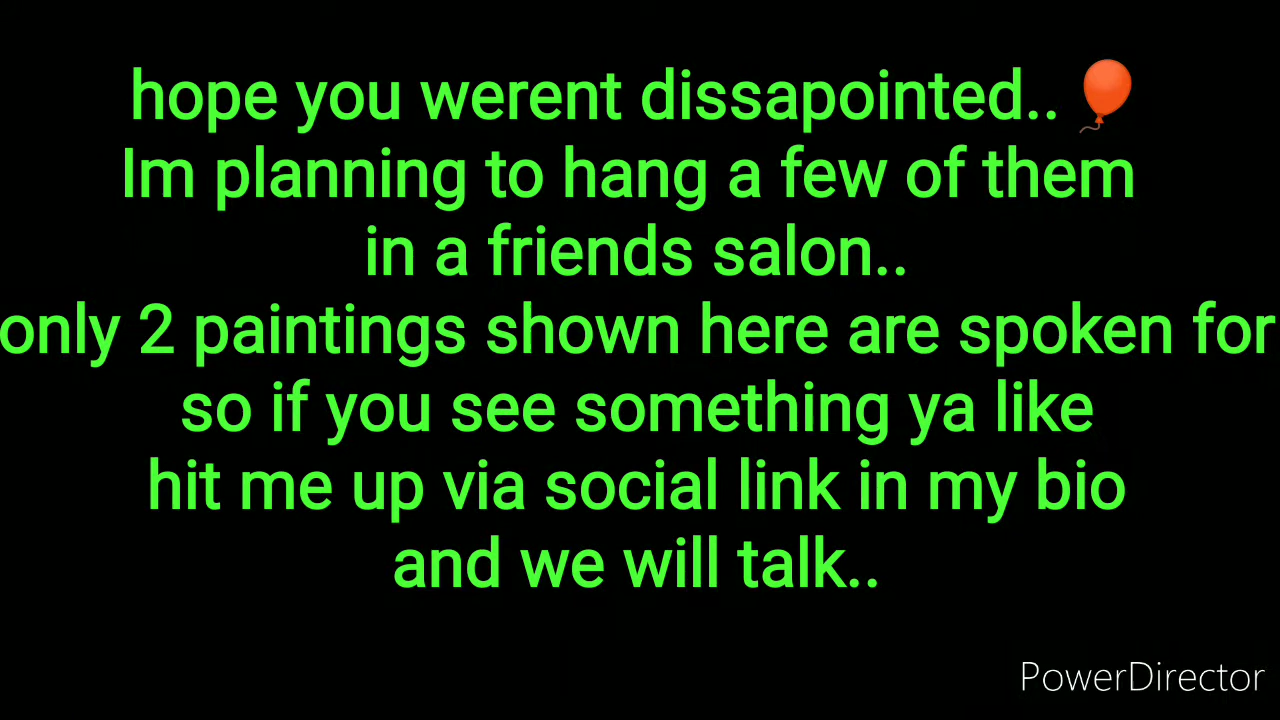 hope you werent dissapointed.. 🎈
Im planning to hang a few of them
in a friends salon..
only 2 paintings shown here are spoken for
so if you see something ya like
hit me up via social link in my bio
and we will talk..
PowerDirector